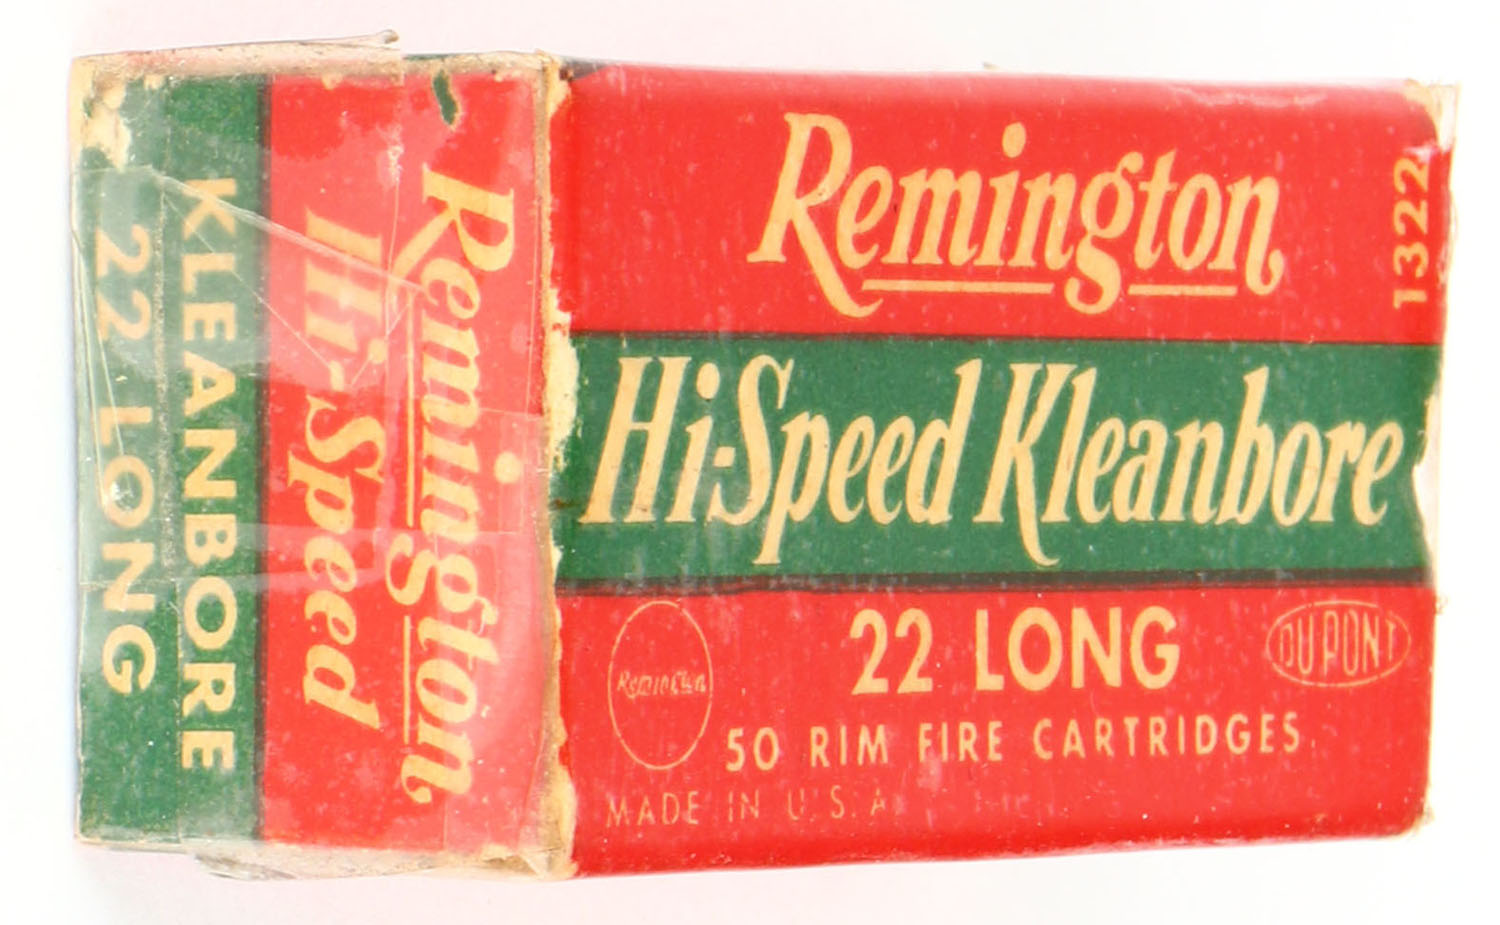 Remington
1322
Hi-Speed Kleanbore
22 LONG
DU PONT
Remington
50 RIM FIRE CARTRIDGES
MADE IN U.S.A.
Remington
Hi-Speed
KLEANBORE
22 LONG